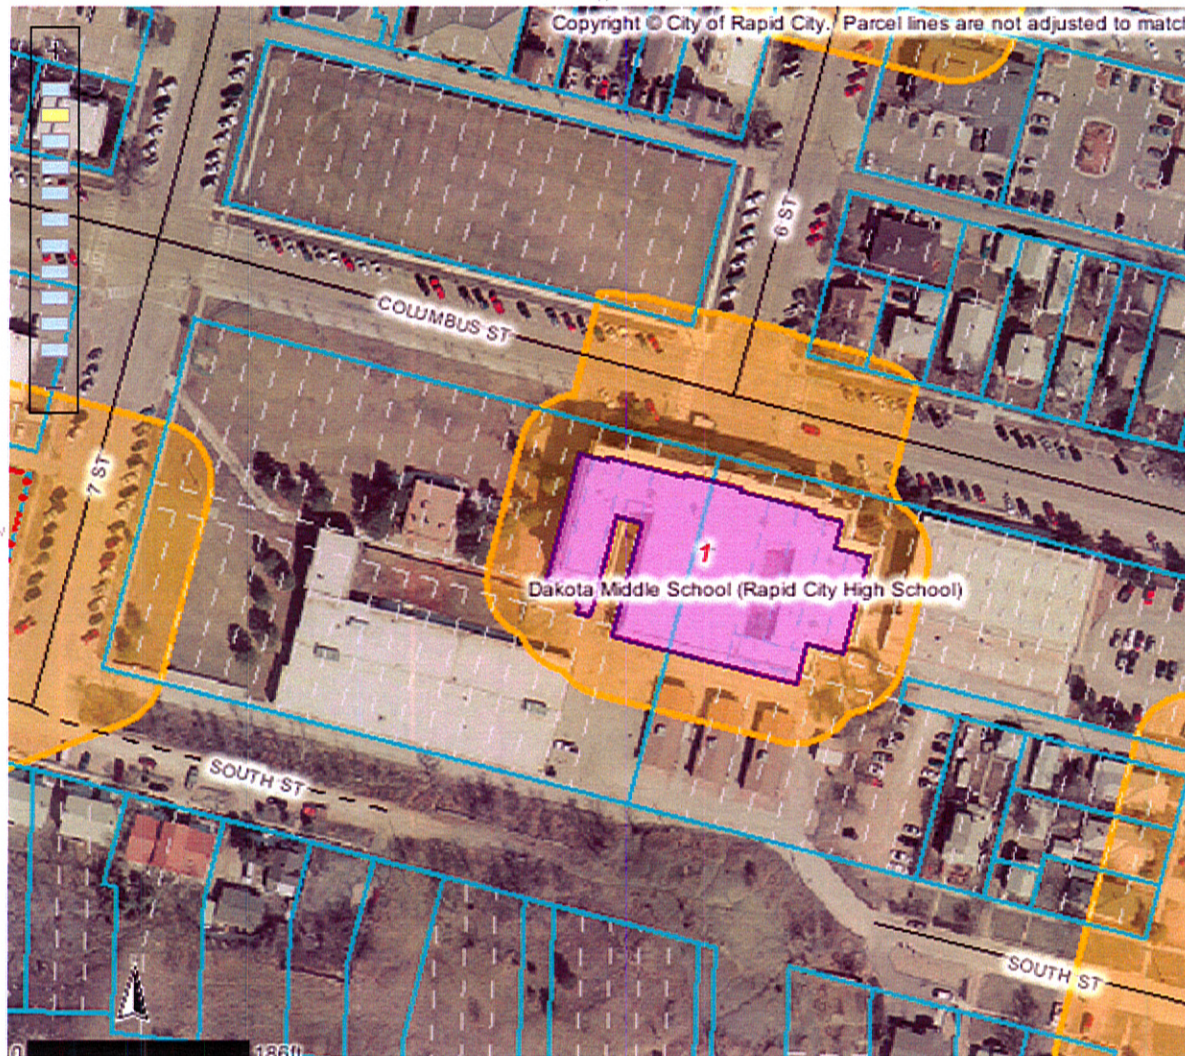 Copyright © City of Rapid City. Parcel lines are not adjusted to match
6 ST
COLUMBUS ST
7 ST
1
Dakota Middle School (Rapid City High School)
SOUTH ST
SOUTH ST
0 186ft